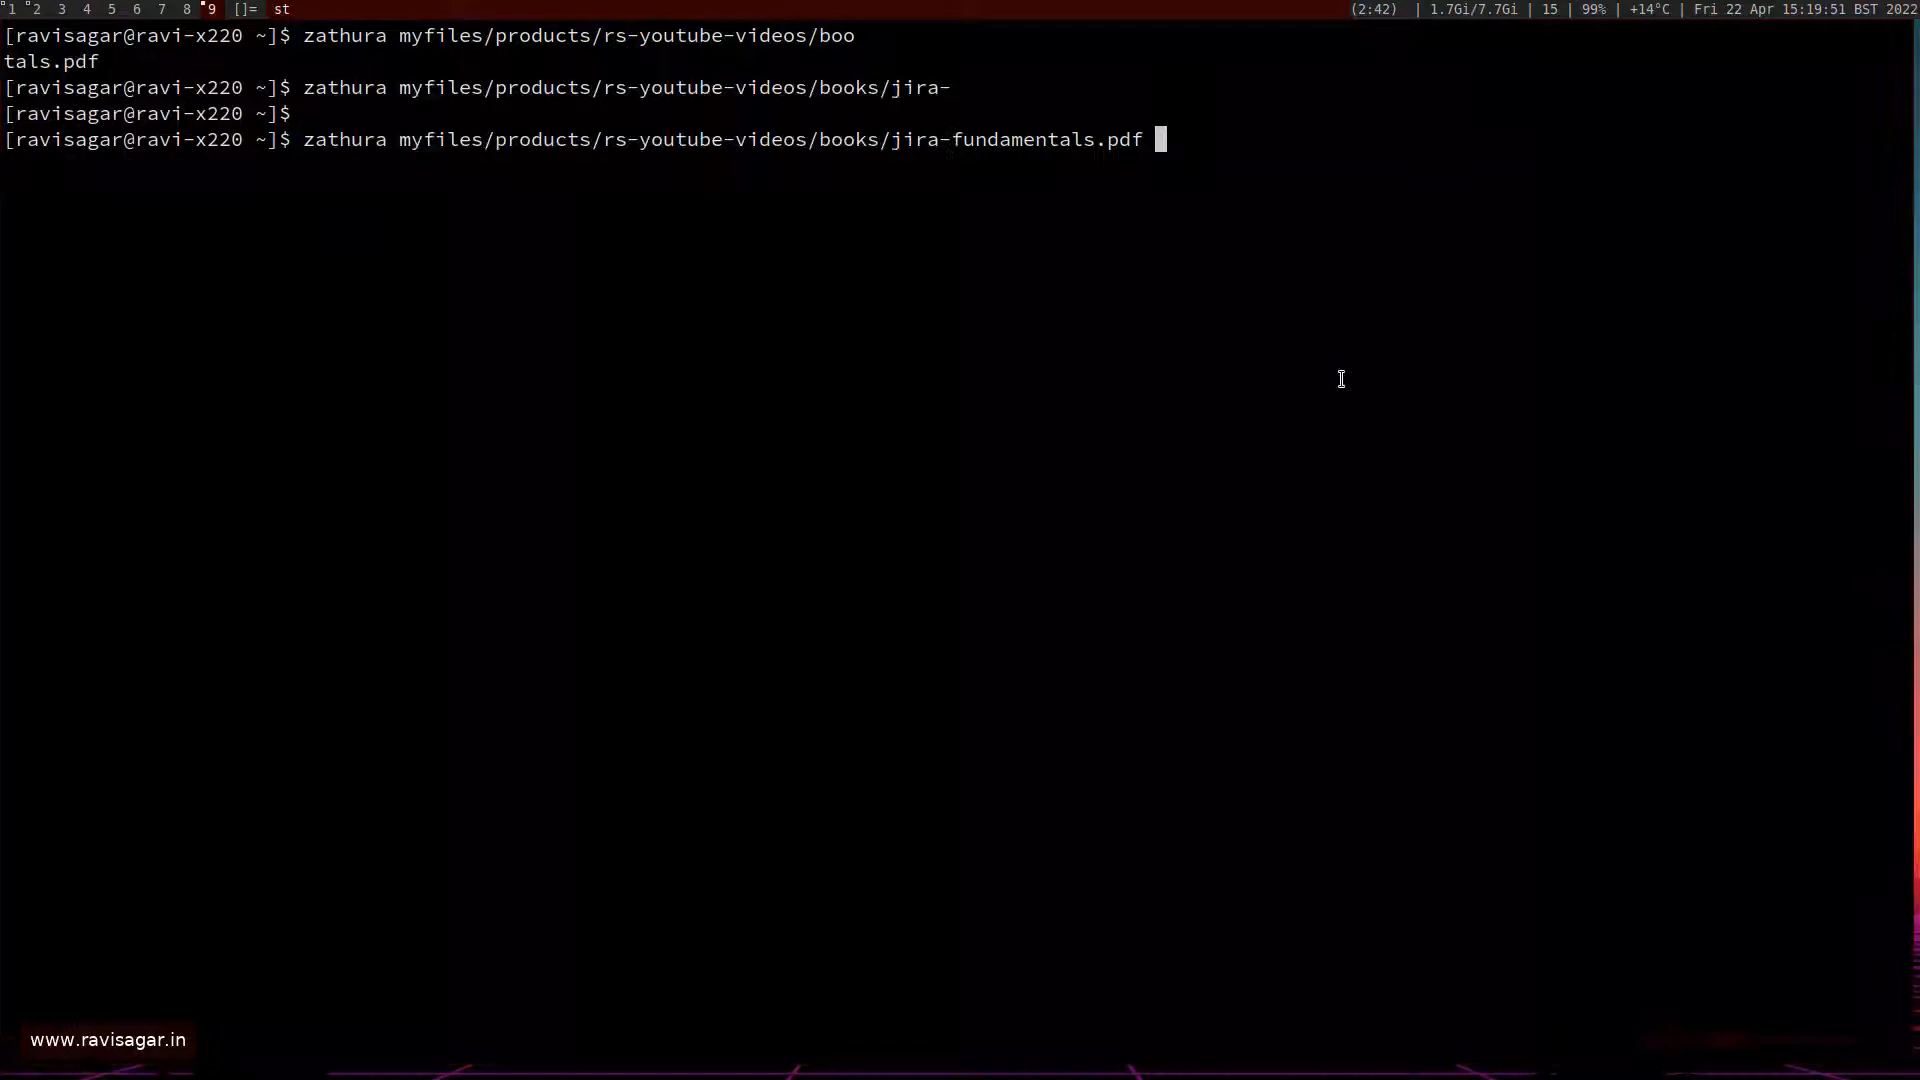 1 2 3 4 5 6 7 8 9 []= st (2:42) | 1.7Gi/7.7Gi | 15 | 99% | +14°C | Fri 22 Apr 15:19:51 BST 2022
[ravisagar@ravi-x220 ~]$ zathura myfiles/products/rs-youtube-videos/boo
tals.pdf
[ravisagar@ravi-x220 ~]$ zathura myfiles/products/rs-youtube-videos/books/jira-
[ravisagar@ravi-x220 ~]$
[ravisagar@ravi-x220 ~]$ zathura myfiles/products/rs-youtube-videos/books/jira-fundamentals.pdf
www.ravisagar.in